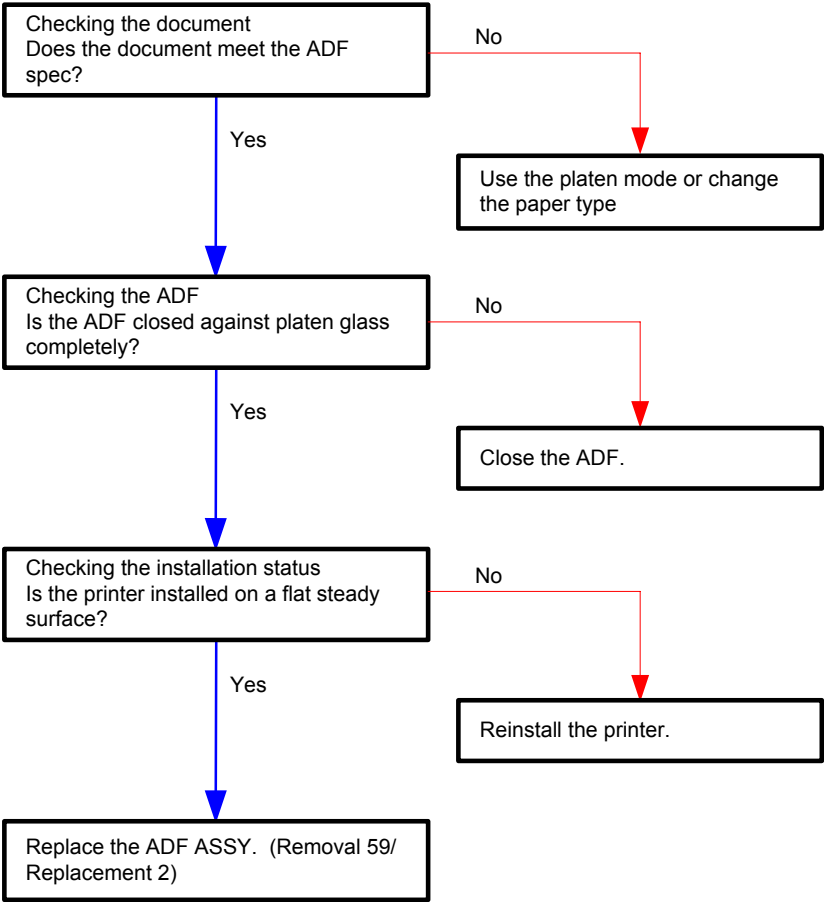 Checking the document
Does the document meet the ADF
spec?
No
Yes
Use the platen mode or change
the paper type
Checking the ADF
Is the ADF closed against platen glass
completely?
No
Yes
Close the ADF.
Checking the installation status
Is the printer installed on a flat steady
surface?
No
Yes
Reinstall the printer.
Replace the ADF ASSY.  (Removal 59/
Replacement 2)